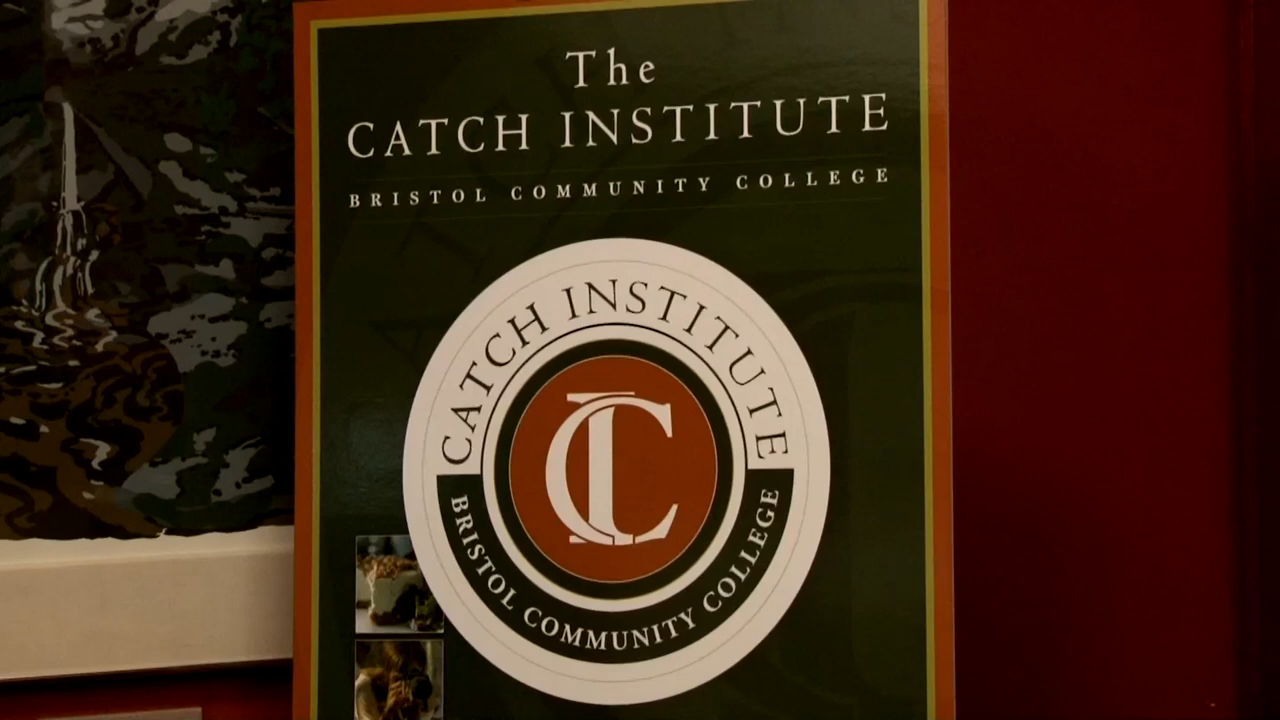 The
CATCH INSTITUTE
BRISTOL COMMUNITY COLLEGE
CATCH INSTITUTE
CI
BRISTOL COMMUNITY COLLEGE